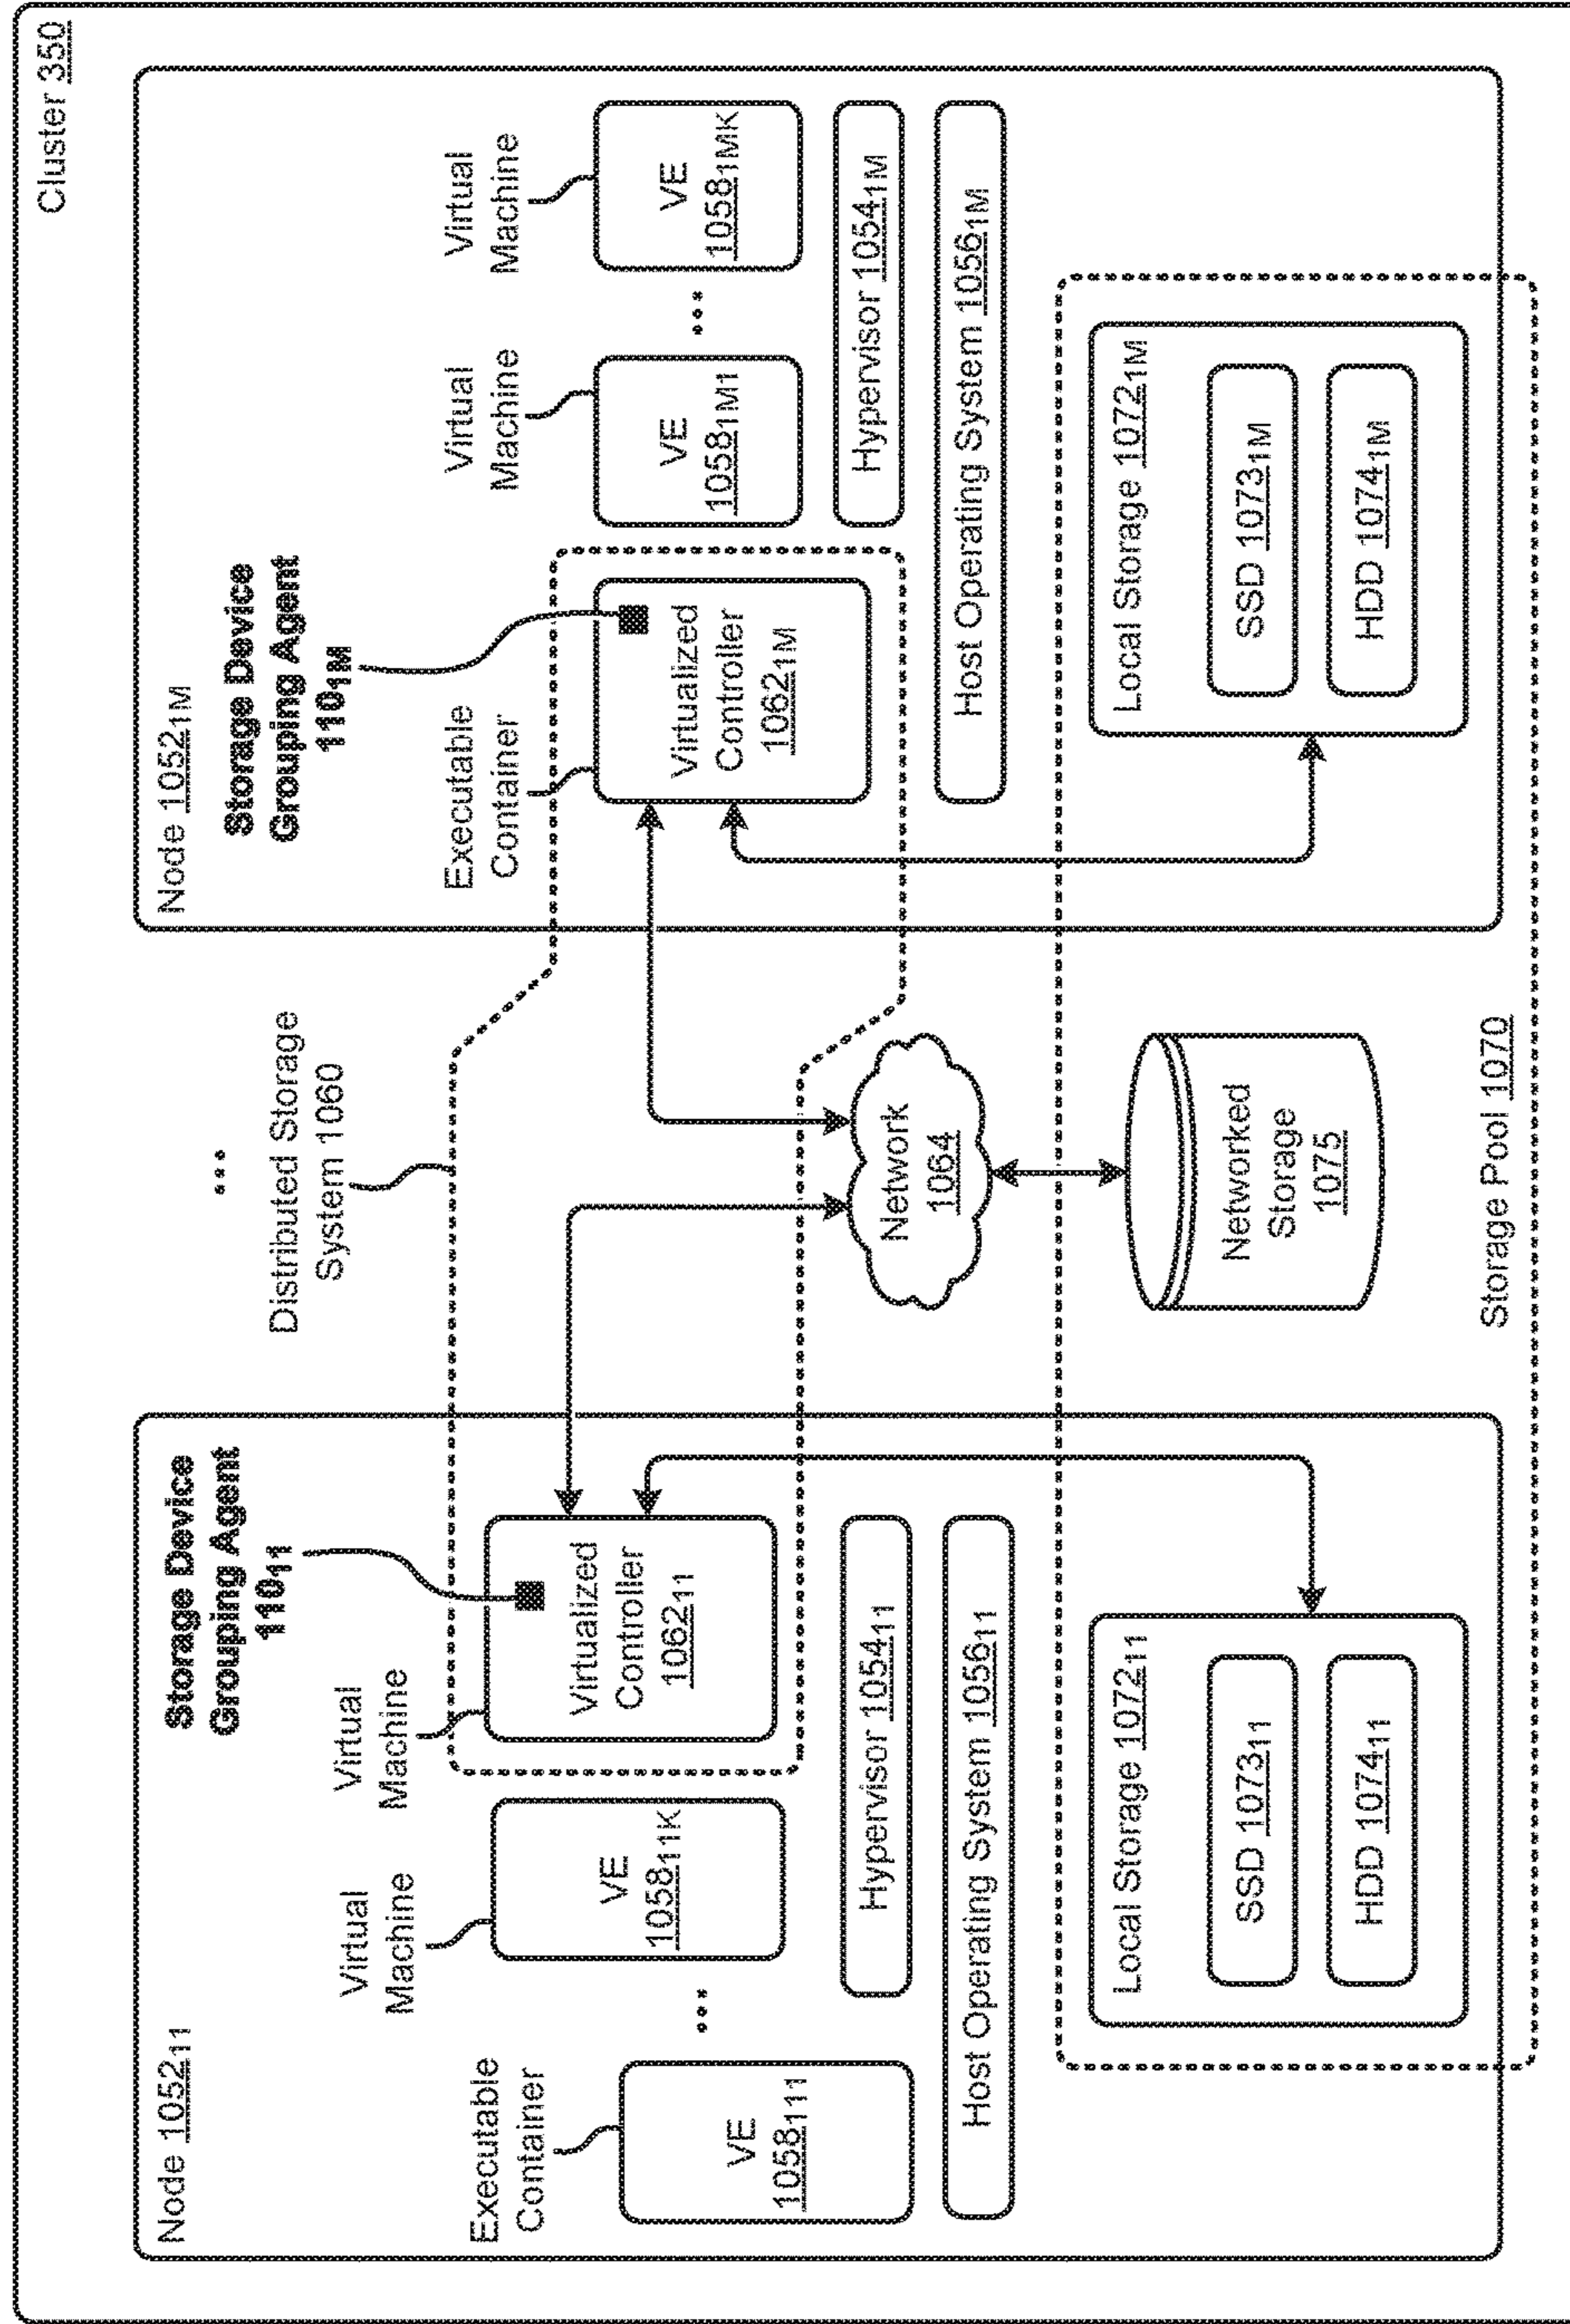 Cluster 350
Node 1052₁₁
Storage Device
Grouping Agent
110₁₁
Virtual
Machine
Virtual
Machine
Executable
Container
VE
1058₁₁₁
...
VE
1058₁₁K
Virtualized
Controller
1062₁₁
Hypervisor 1054₁₁
Host Operating System 1056₁₁
Local Storage 1072₁₁
SSD 1073₁₁
HDD 1074₁₁
...
Distributed Storage
System 1060
Network
1064
Networked
Storage
1075
Storage Pool 1070
Node 1052₁M
Storage Device
Grouping Agent
110₁M
Executable
Container
Virtual
Machine
Virtual
Machine
Virtualized
Controller
1062₁M
VE
1058₁M₁
...
VE
1058₁MK
Hypervisor 1054₁M
Host Operating System 1056₁M
Local Storage 1072₁M
SSD 1073₁M
HDD 1074₁M